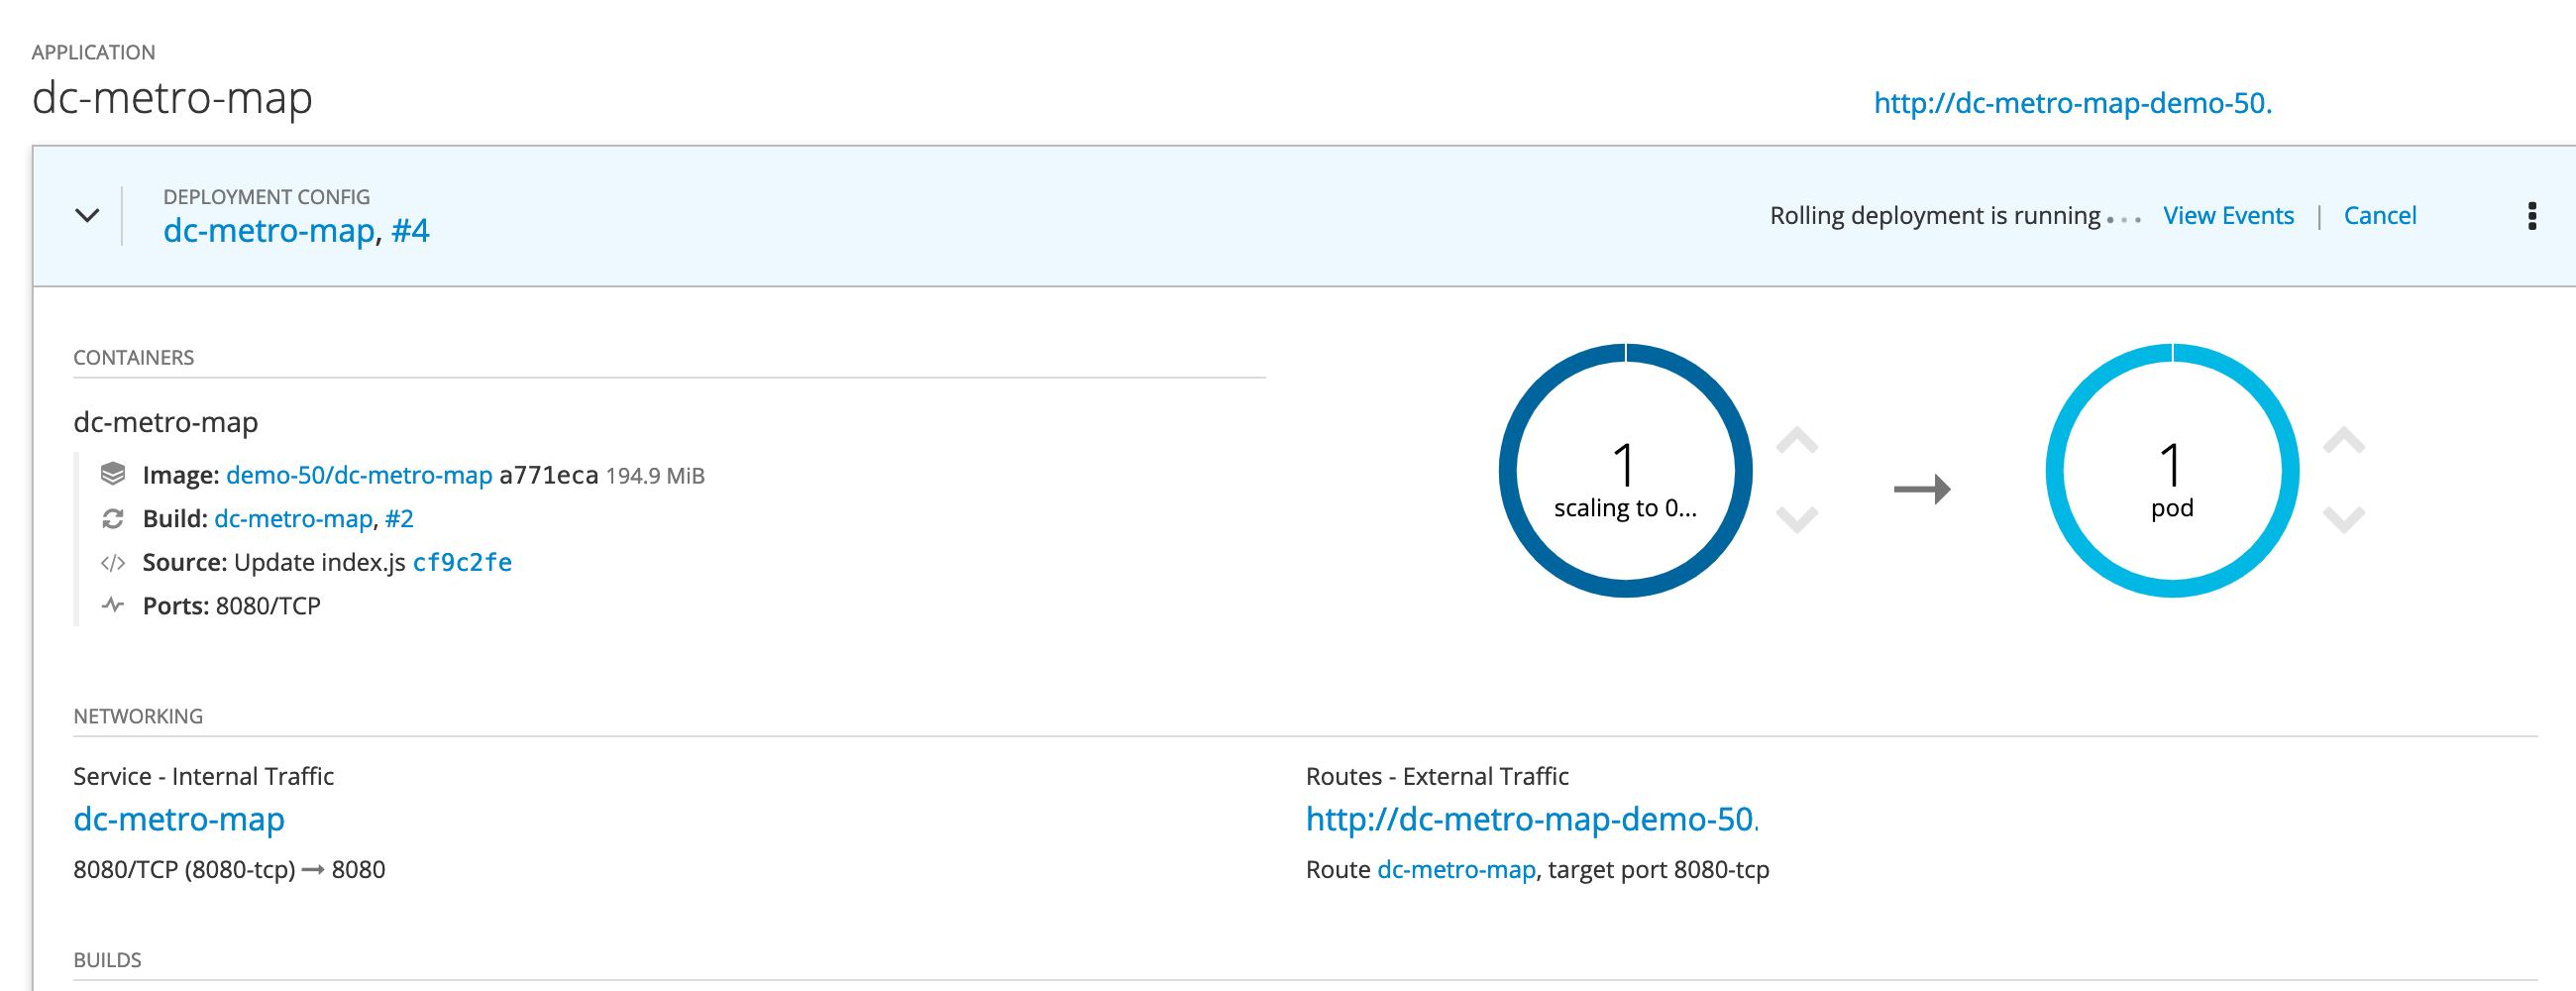 APPLICATION
dc-metro-map
http://dc-metro-map-demo-50.
DEPLOYMENT CONFIG
dc-metro-map, #4
Rolling deployment is running... View Events | Cancel
CONTAINERS
dc-metro-map
Image: demo-50/dc-metro-map a771eca 194.9 MiB
Build: dc-metro-map, #2
Source: Update index.js cf9c2fe
Ports: 8080/TCP
1
scaling to 0...
1
pod
NETWORKING
Service - Internal Traffic
dc-metro-map
8080/TCP (8080-tcp) → 8080
Routes - External Traffic
http://dc-metro-map-demo-50.
Route dc-metro-map, target port 8080-tcp
BUILDS